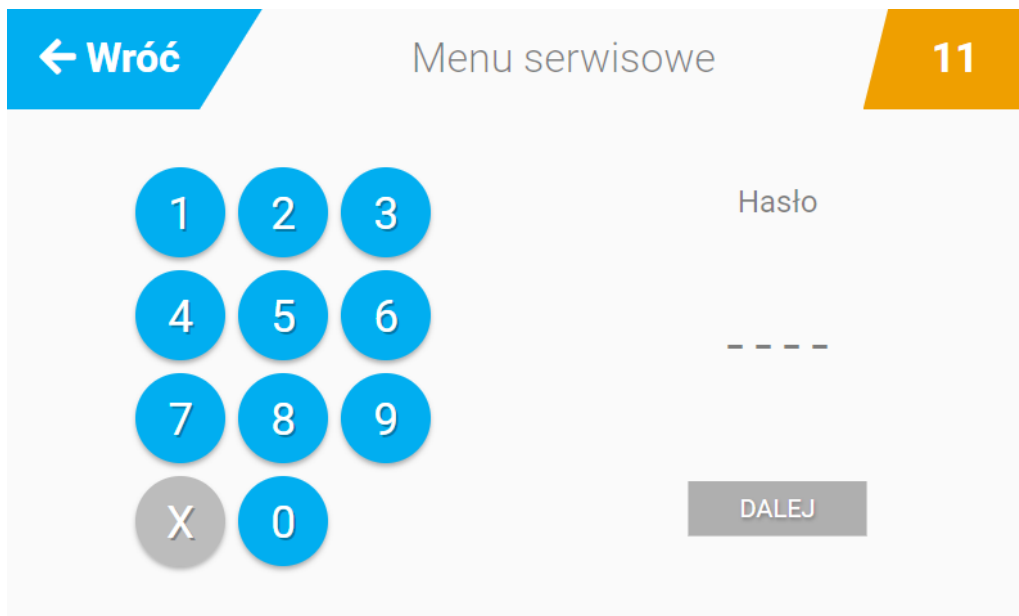 Wróć
Menu serwisowe
11
1 2 3
Hasło
4 5 6
----
7 8 9
X 0
DALEJ